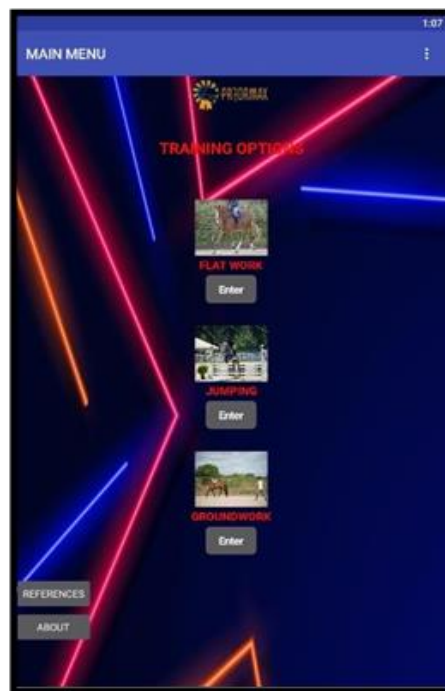 1:07
MAIN MENU
TRAINING OPTIONS
FLAT WORK
Enter
JUMPING
Enter
GROUNDWORK
Enter
REFERENCES
ABOUT